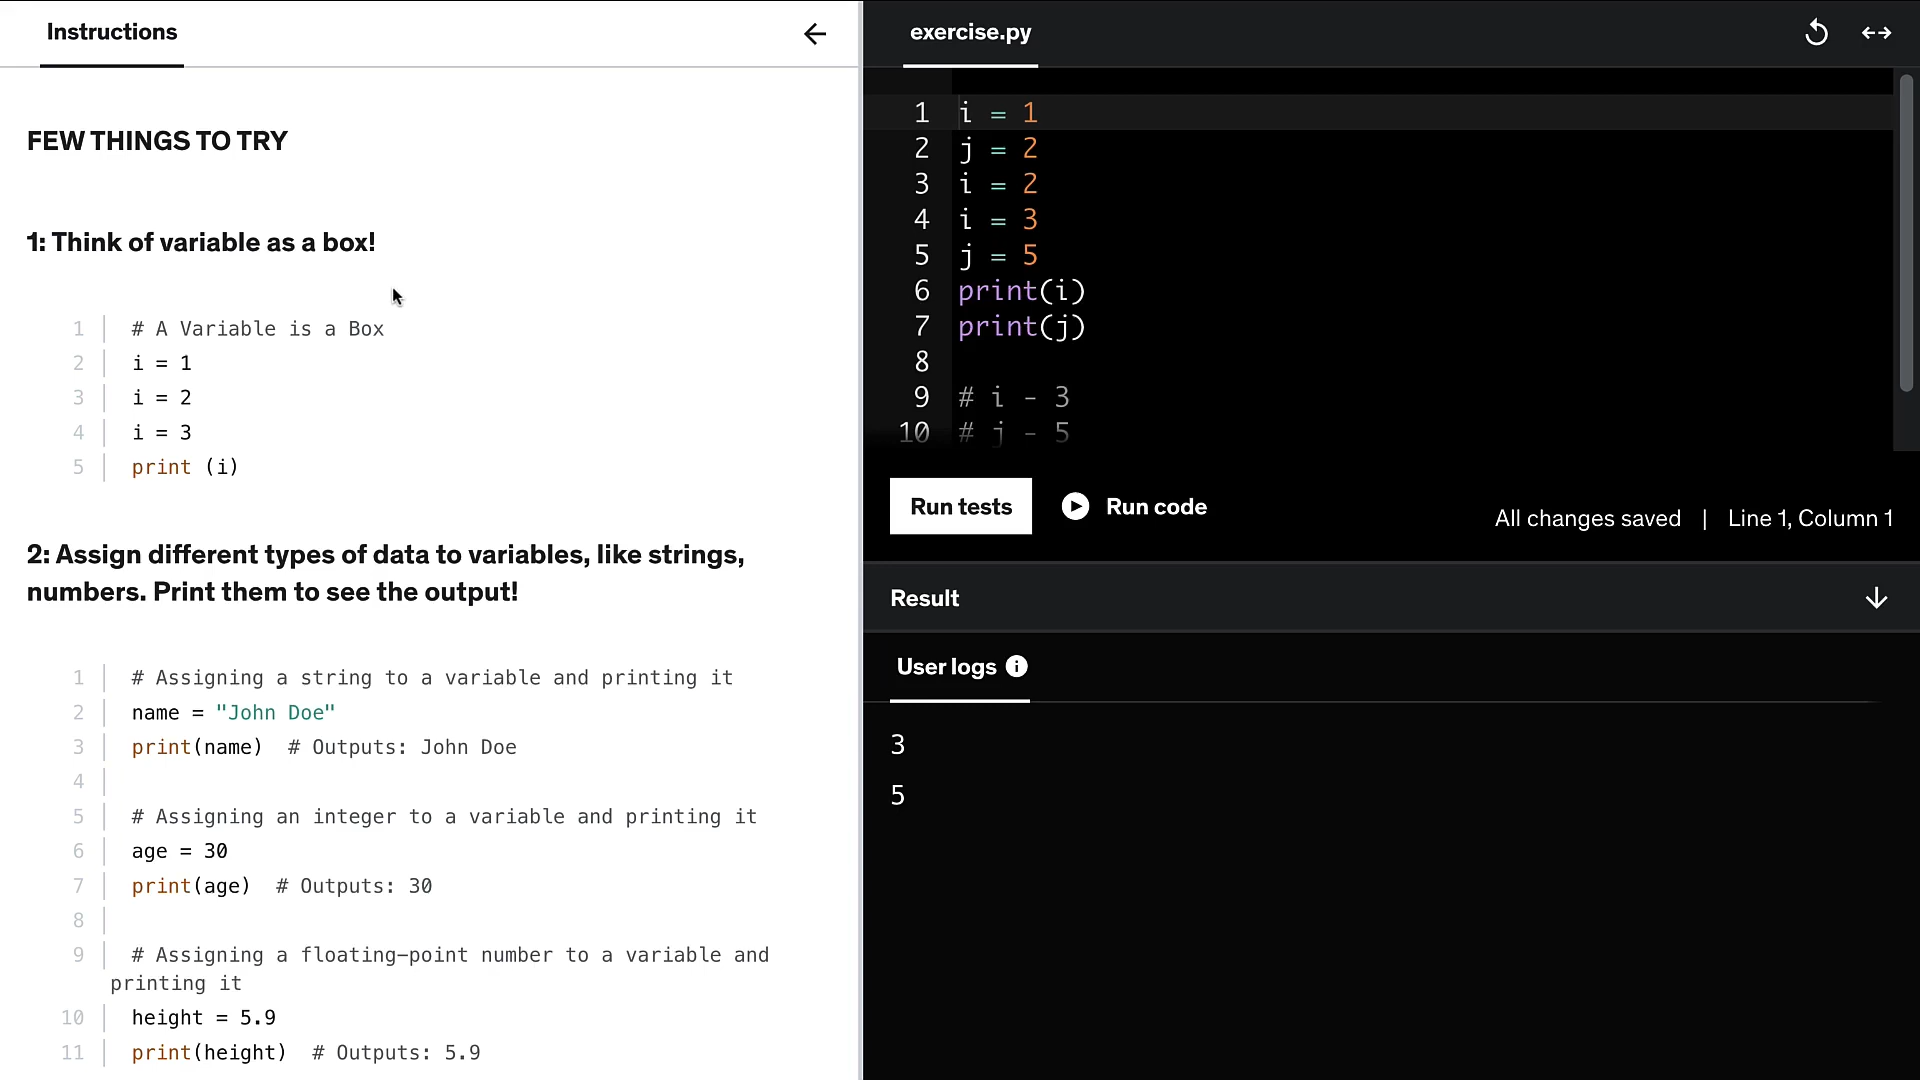 Instructions
FEW THINGS TO TRY
1: Think of variable as a box!
1 # A Variable is a Box
2 i = 1
3 i = 2
4 i = 3
5 print (i)
2: Assign different types of data to variables, like strings,
numbers. Print them to see the output!
1 # Assigning a string to a variable and printing it
2 name = "John Doe"
3 print(name)  # Outputs: John Doe
4
5 # Assigning an integer to a variable and printing it
6 age = 30
7 print(age)  # Outputs: 30
8
9 # Assigning a floating-point number to a variable and
printing it
10 height = 5.9
11 print(height)  # Outputs: 5.9
exercise.py
1 i = 1
2 j = 2
3 i = 2
4 i = 3
5 j = 5
6 print(i)
7 print(j)
8
9 # i - 3
10 # j - 5
Run tests Run code All changes saved | Line 1, Column 1
Result
User logs
3
5